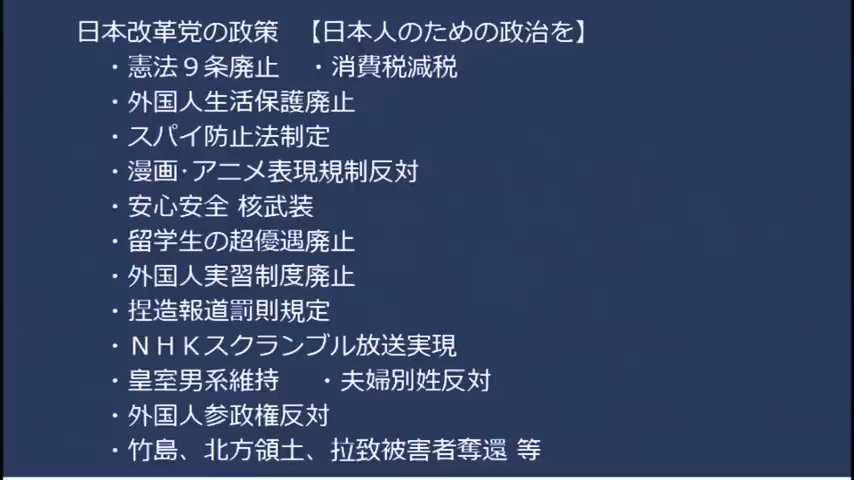 日本改革党の政策 【日本人のための政治を】
・憲法９条廃止 ・消費税減税
・外国人生活保護廃止
・スパイ防止法制定
・漫画･アニメ表現規制反対
・安心安全 核武装
・留学生の超優遇廃止
・外国人実習制度廃止
・捏造報道罰則規定
・ＮＨＫスクランブル放送実現
・皇室男系維持 ・夫婦別姓反対
・外国人参政権反対
・竹島、北方領土、拉致被害者奪還 等